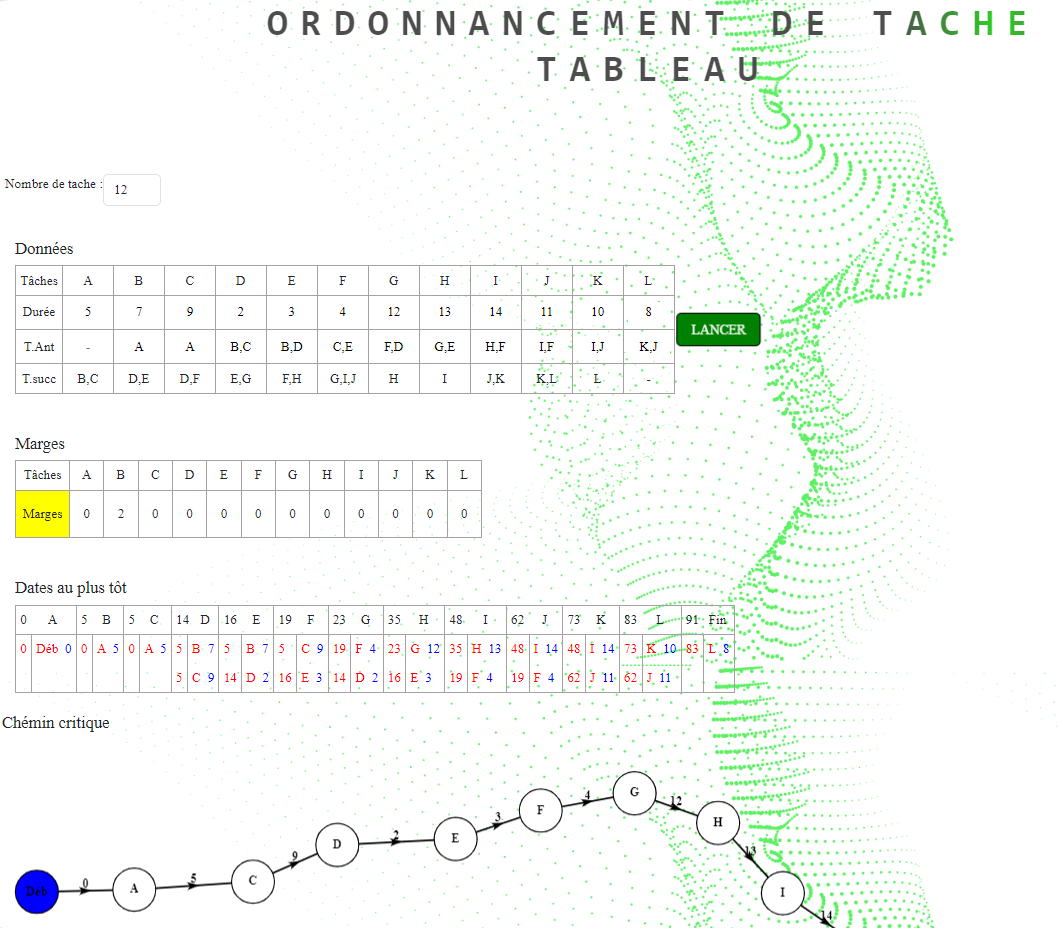 ORDONNANCEMENT DE TACHE
TABLEAU
Nombre de tache : 12
Données
Tâches A B C D E F G H I J K L
Durée 5 7 9 2 3 4 12 13 14 11 10 8
T.Ant - A A B,C B,D C,E F,D G,E H,F I,F I,J K,J
T.succ B,C D,E D,F E,G F,H G,I,J H I J,K K,L L -
LANCER
Marges
Tâches A B C D E F G H I J K L
Marges 0 2 0 0 0 0 0 0 0 0 0 0
Dates au plus tôt
0 A 5 B 5 C 14 D 16 E 19 F 23 G 35 H 48 I 62 J 73 K 83 L 91 Fin
0 Déb 0 0 A 5 0 A 5 5 B 7 5 B 7 5 C 9 19 F 4 23 G 12 35 H 13 48 I 14 48 I 14 73 K 10 83 L 8
5 C 9 14 D 2 16 E 3 14 D 2 16 E 3 19 F 4 19 F 4 62 J 11 62 J 11
Chémin critique
Déb 0 A 5 C 9 D 2 E 3 F 4 G 12 H 13 I 14